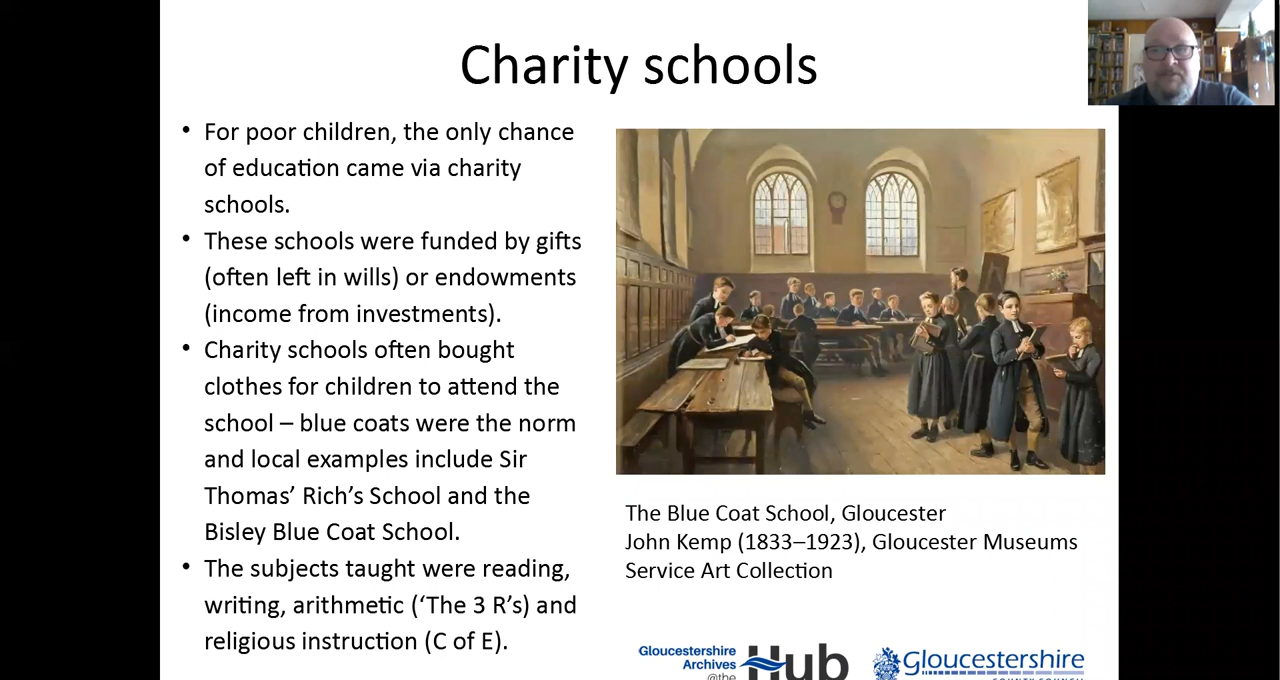 Charity schools
• For poor children, the only chance
of education came via charity
schools.
• These schools were funded by gifts
(often left in wills) or endowments
(income from investments).
• Charity schools often bought
clothes for children to attend the
school – blue coats were the norm
and local examples include Sir
Thomas’ Rich’s School and the
Bisley Blue Coat School.
• The subjects taught were reading,
writing, arithmetic (‘The 3 R’s) and
religious instruction (C of E).
The Blue Coat School, Gloucester
John Kemp (1833–1923), Gloucester Museums
Service Art Collection
Gloucestershire
Archives
@the
Hub
Gloucestershire